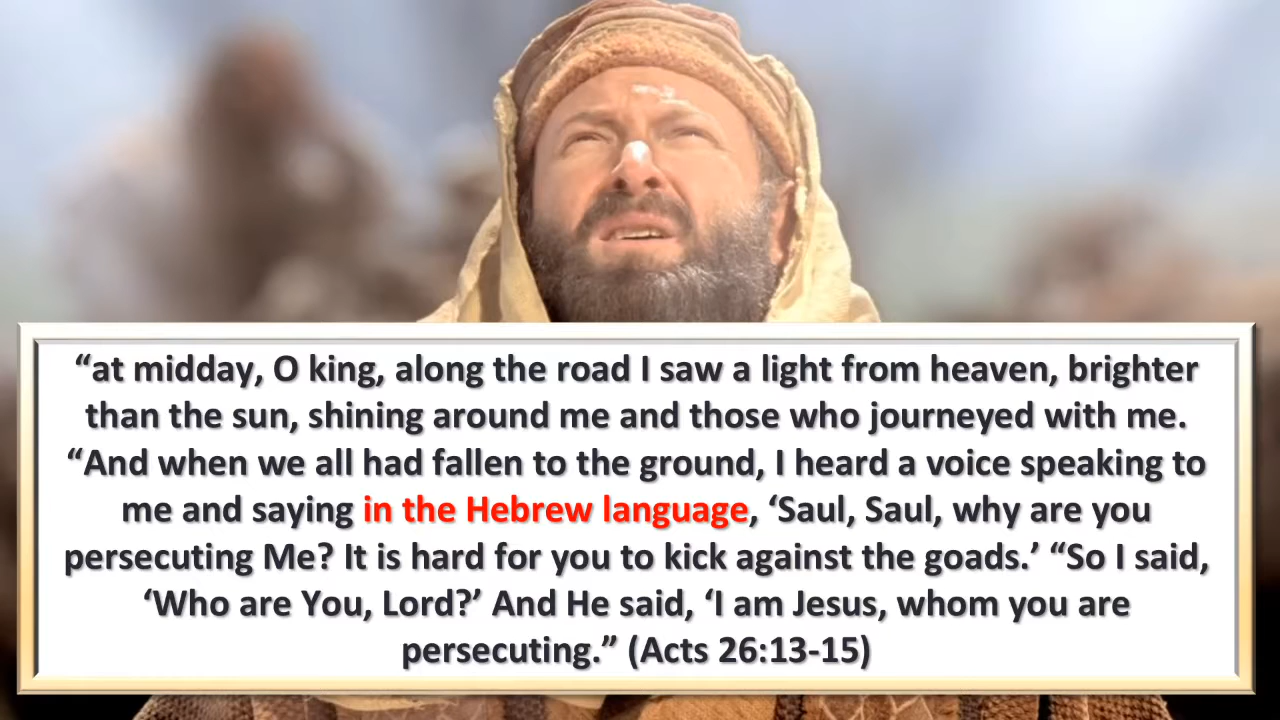 “at midday, O king, along the road I saw a light from heaven, brighter
than the sun, shining around me and those who journeyed with me.
“And when we all had fallen to the ground, I heard a voice speaking to
me and saying in the Hebrew language, ‘Saul, Saul, why are you
persecuting Me? It is hard for you to kick against the goads.’ “So I said,
‘Who are You, Lord?’ And He said, ‘I am Jesus, whom you are
persecuting.” (Acts 26:13-15)